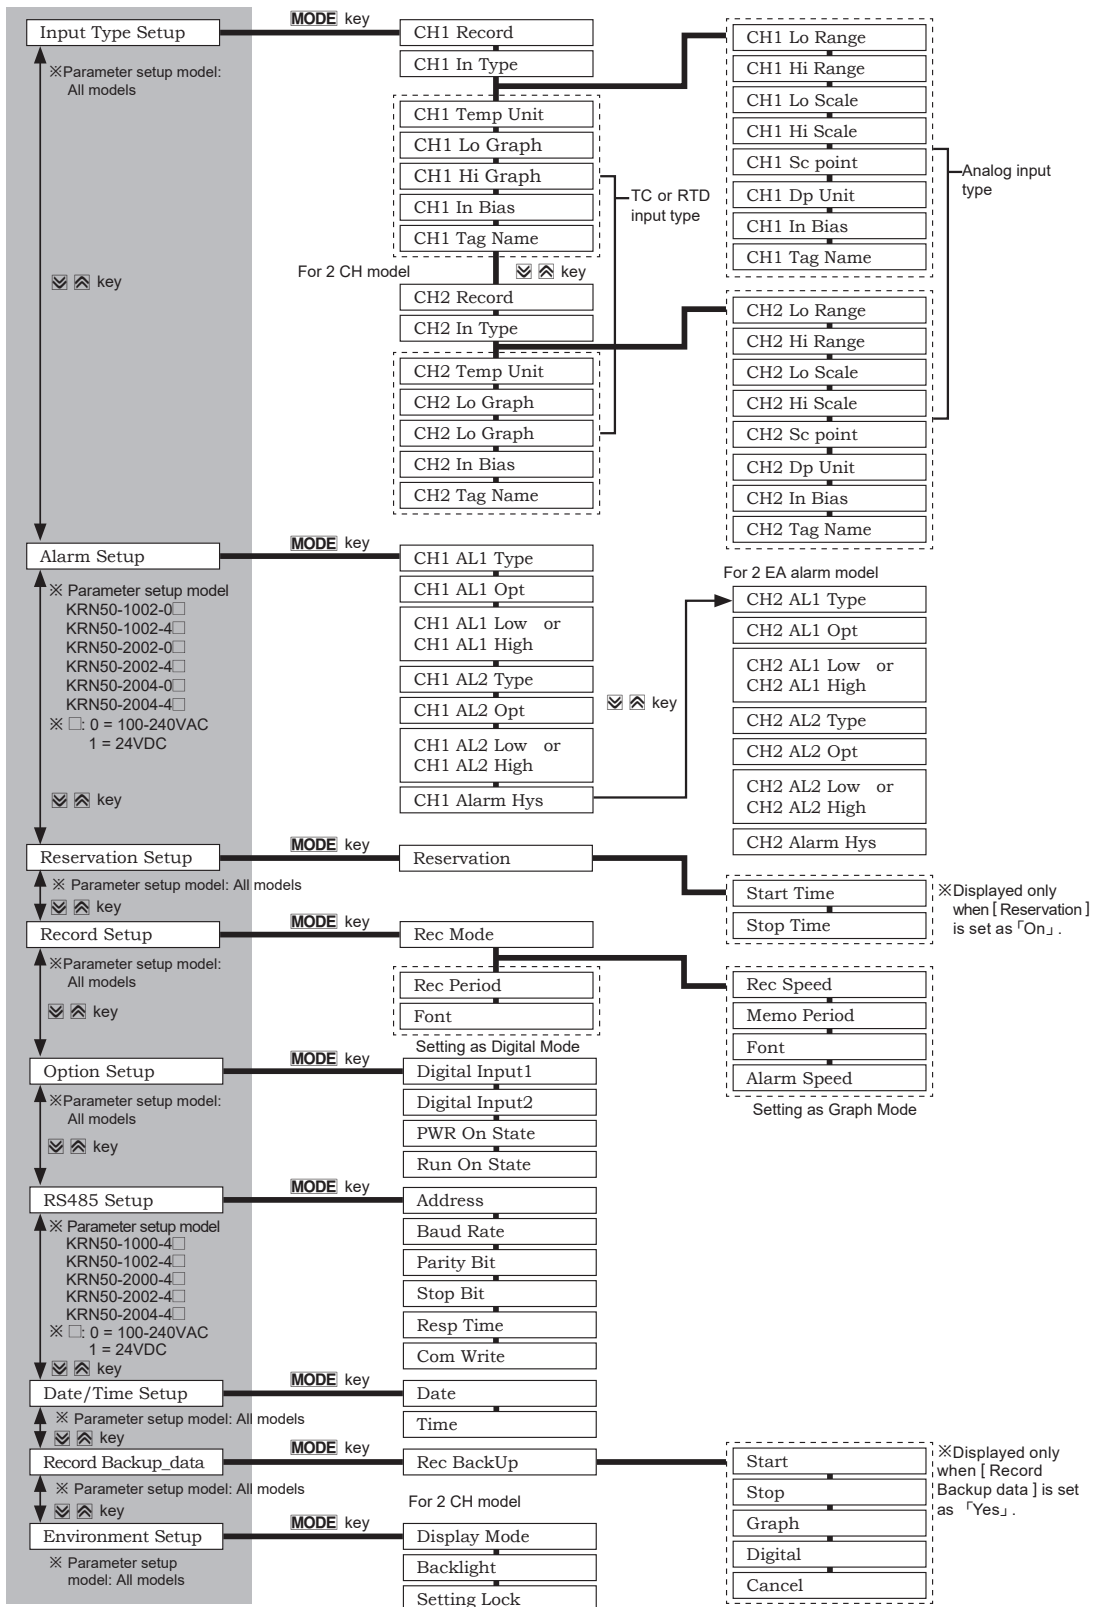 Input Type Setup
MODE key
※Parameter setup model:
All models
key
CH1 Record
CH1 In Type
CH1 Temp Unit
CH1 Lo Graph
CH1 Hi Graph
CH1 In Bias
CH1 Tag Name
TC or RTD
input type
For 2 CH model
key
CH2 Record
CH2 In Type
CH2 Temp Unit
CH2 Lo Graph
CH2 Lo Graph
CH2 In Bias
CH2 Tag Name
CH1 Lo Range
CH1 Hi Range
CH1 Lo Scale
CH1 Hi Scale
CH1 Sc point
CH1 Dp Unit
CH1 In Bias
CH1 Tag Name
Analog input
type
CH2 Lo Range
CH2 Hi Range
CH2 Lo Scale
CH2 Hi Scale
CH2 Sc point
CH2 Dp Unit
CH2 In Bias
CH2 Tag Name
Alarm Setup
MODE key
※ Parameter setup model
KRN50-1002-0□
KRN50-1002-4□
KRN50-2002-0□
KRN50-2002-4□
KRN50-2004-0□
KRN50-2004-4□
※ □: 0 = 100-240VAC
1 = 24VDC
key
CH1 AL1 Type
CH1 AL1 Opt
CH1 AL1 Low or
CH1 AL1 High
CH1 AL2 Type
CH1 AL2 Opt
CH1 AL2 Low or
CH1 AL2 High
CH1 Alarm Hys
key
For 2 EA alarm model
CH2 AL1 Type
CH2 AL1 Opt
CH2 AL1 Low or
CH2 AL1 High
CH2 AL2 Type
CH2 AL2 Opt
CH2 AL2 Low or
CH2 AL2 High
CH2 Alarm Hys
Reservation Setup
MODE key
※ Parameter setup model: All models
key
Reservation
Start Time
Stop Time
※Displayed only
when [ Reservation ]
is set as「On」.
Record Setup
MODE key
※Parameter setup model:
All models
key
Rec Mode
Rec Period
Font
Setting as Digital Mode
Rec Speed
Memo Period
Font
Alarm Speed
Setting as Graph Mode
Option Setup
MODE key
※Parameter setup model:
All models
key
Digital Input1
Digital Input2
PWR On State
Run On State
RS485 Setup
MODE key
※ Parameter setup model
KRN50-1000-4□
KRN50-1002-4□
KRN50-2000-4□
KRN50-2002-4□
KRN50-2004-4□
※ □: 0 = 100-240VAC
1 = 24VDC
key
Address
Baud Rate
Parity Bit
Stop Bit
Resp Time
Com Write
Date/Time Setup
MODE key
※ Parameter setup model: All models
key
Date
Time
Record Backup_data
MODE key
※ Parameter setup model: All models
key
Rec BackUp
Start
Stop
Graph
Digital
Cancel
※Displayed only
when [ Record
Backup data ] is set
as 「Yes」.
Environment Setup
MODE key
※ Parameter setup
model: All models
For 2 CH model
Display Mode
Backlight
Setting Lock